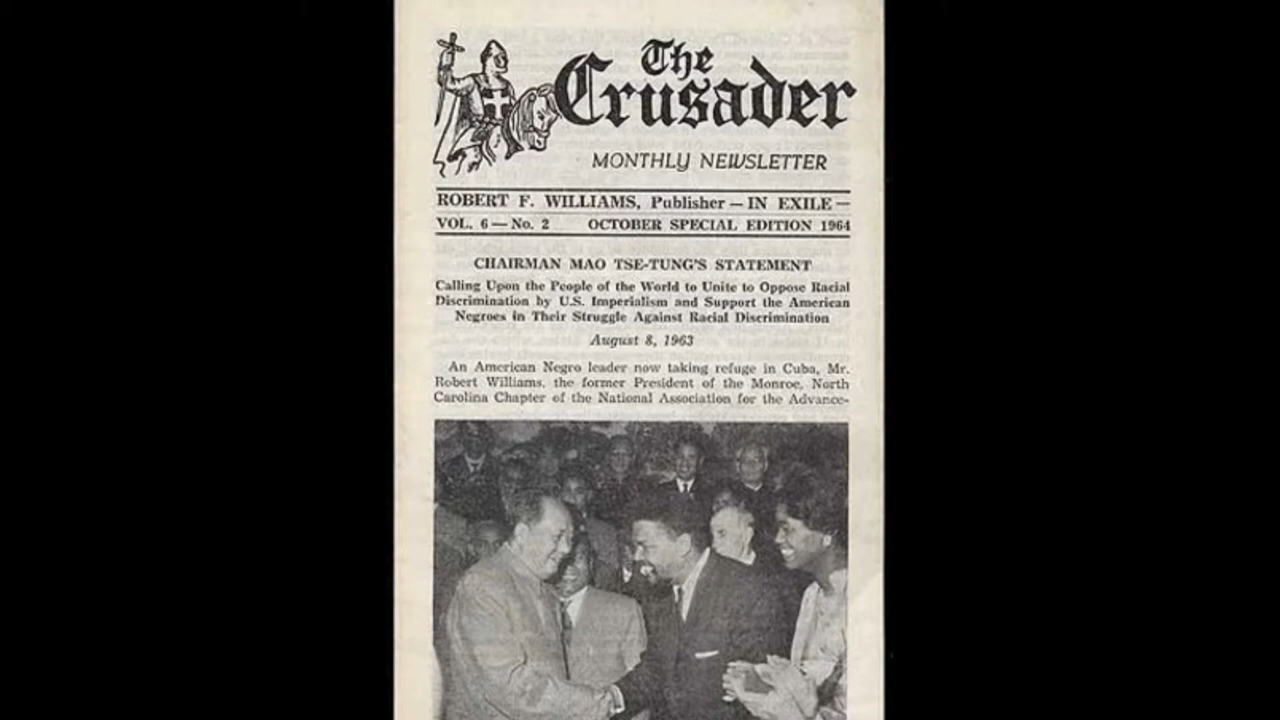 The
Crusader
MONTHLY NEWSLETTER
ROBERT F. WILLIAMS, Publisher — IN EXILE —
VOL. 6 — No. 2 OCTOBER SPECIAL EDITION 1964
CHAIRMAN MAO TSE-TUNG'S STATEMENT
Calling Upon the People of the World to Unite to Oppose Racial
Discrimination by U.S. Imperialism and Support the American
Negroes in Their Struggle Against Racial Discrimination
August 8, 1963
An American Negro leader now taking refuge in Cuba, Mr.
Robert Williams, the former President of the Monroe, North
Carolina Chapter of the National Association for the Advance-